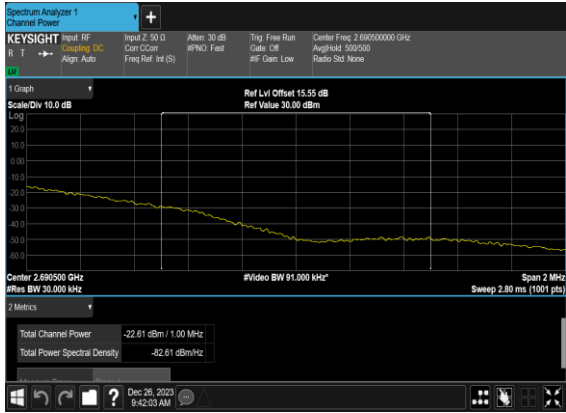 Spectrum Analyzer 1
Channel Power
+
KEYSIGHT Input: RF Input Z: 50 Ω Atten: 30 dB Trig: Free Run Center Freq: 2.690500000 GHz
R T Coupling: DC Corr CCorr #PNO: Fast Gate: Off Avg|Hold: 500/500
Align: Auto Freq Ref: Int (S) #IF Gain: Low Radio Std: None
1 Graph
Ref Lvl Offset 15.55 dB
Scale/Div 10.0 dB Ref Value 30.00 dBm
Log
20.0
10.0
0.00
-10.0
-20.0
-30.0
-40.0
-50.0
-60.0
Center 2.690500 GHz #Video BW 91.000 kHz* Span 2 MHz
#Res BW 30.000 kHz Sweep 2.80 ms (1001 pts)
2 Metrics
Total Channel Power -22.61 dBm / 1.00 MHz
Total Power Spectral Density -82.61 dBm/Hz
? Dec 26, 2023
9:42:03 AM